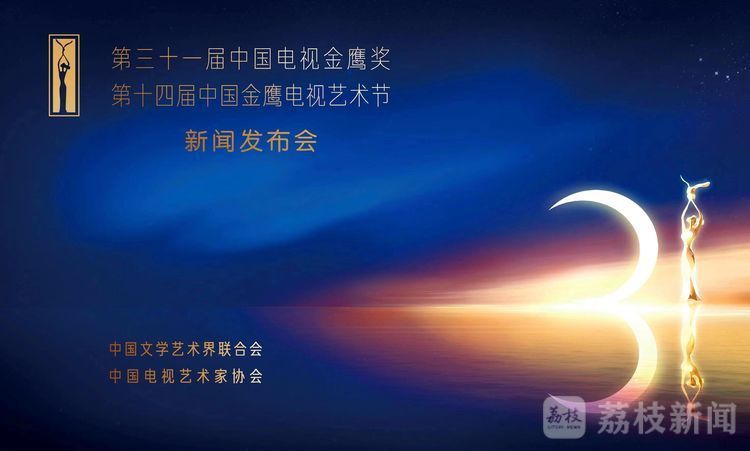 第三十一届中国电视金鹰奖
第十四届中国金鹰电视艺术节
新闻发布会
中国文学艺术界联合会
中国电视艺术家协会
荔枝
LITCHI NEWS
荔枝新闻